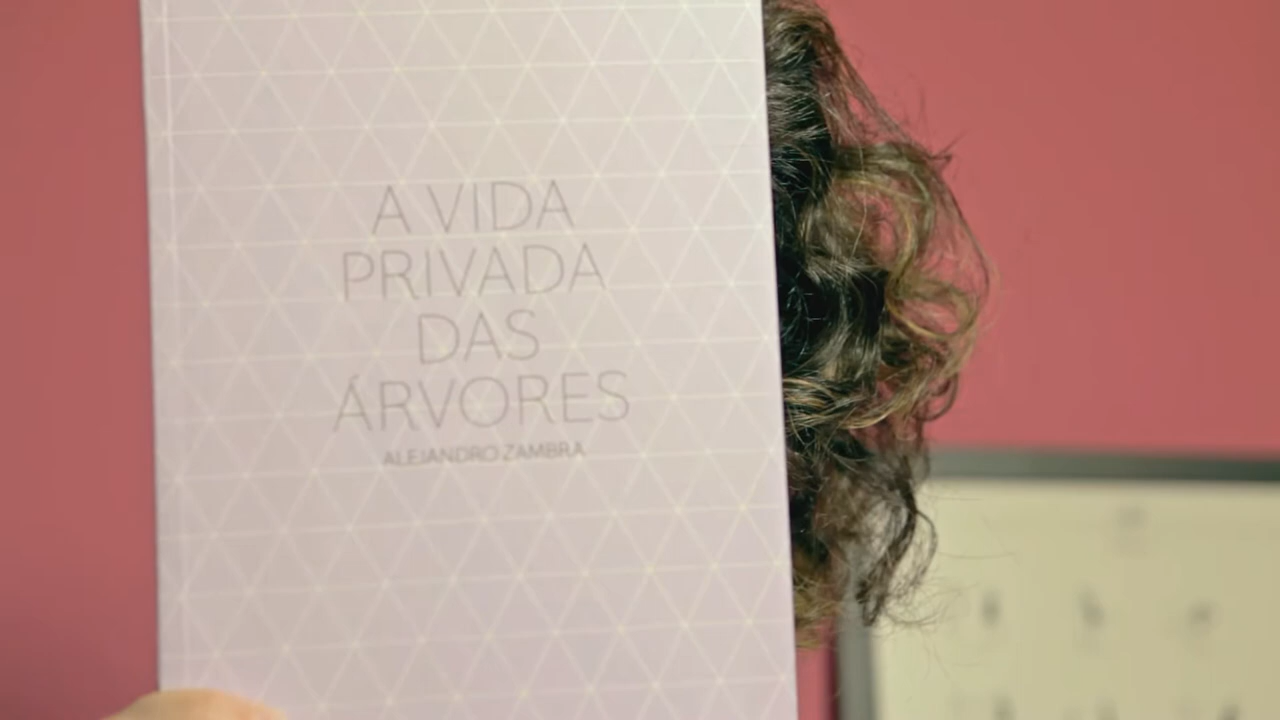 A VIDA
PRIVADA
DAS
ÁRVORES
ALEJANDRO ZAMBRA